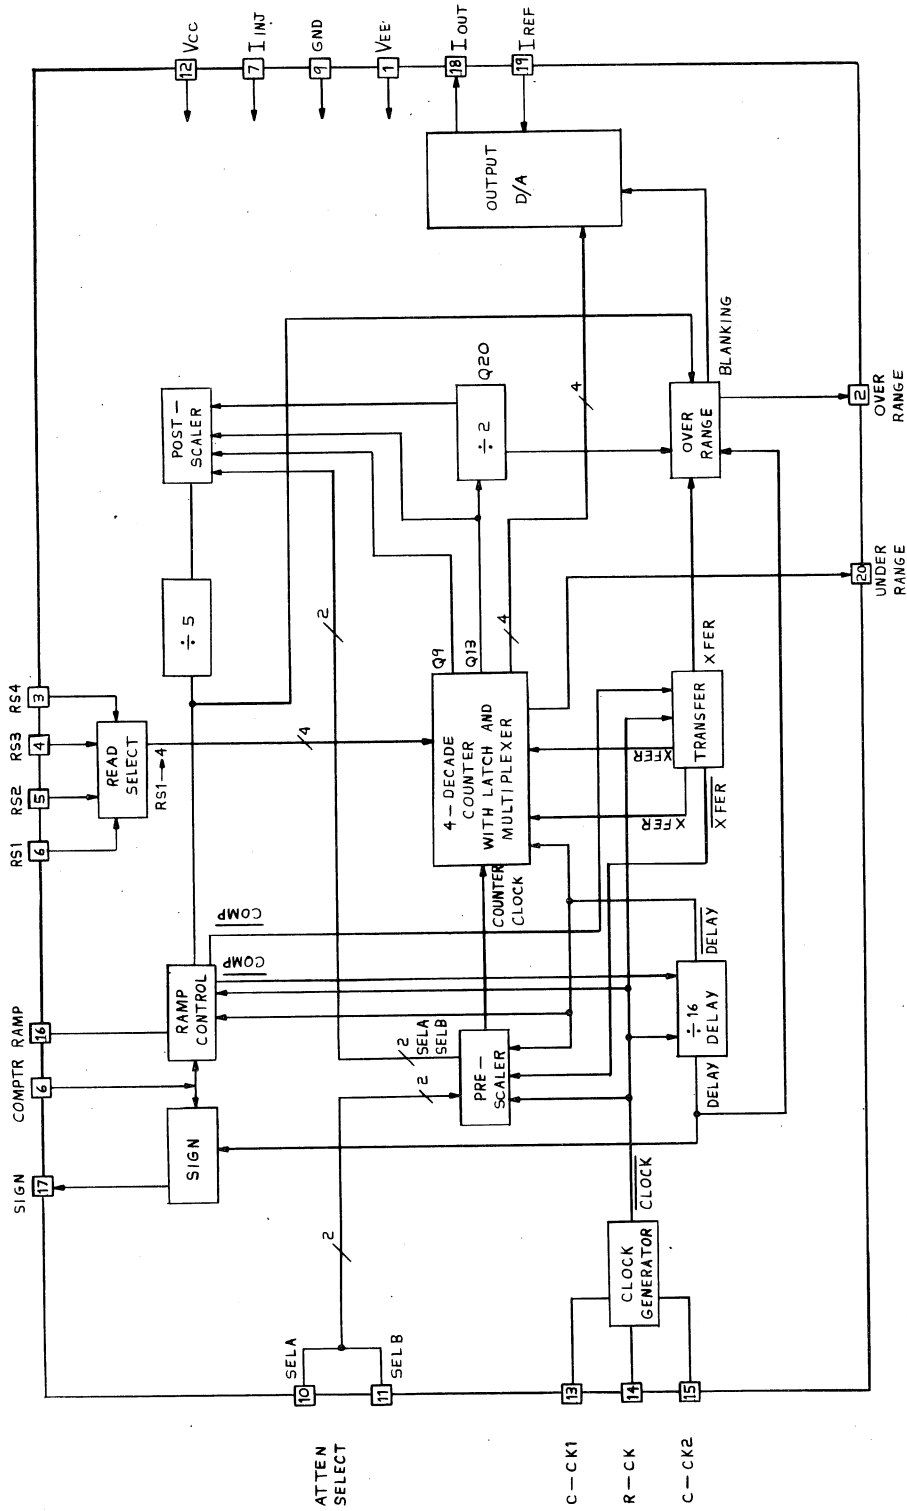 SIGN
17
COMPTR
6
RAMP
16
RS1
6
RS2
5
RS3
4
RS4
3
VCC
12
IINJ
7
GND
9
VEE
1
IOUT
18
IREF
19
SIGN
RAMP
CONTROL
READ
SELECT
RS1→4
÷5
POST-
SCALER
COMP
COMP
4
2
2
ATTEN
SELECT
SELA
10
11
SELB
2
2
SELA
SELB
PRE-
SCALER
COUNTER
CLOCK
4-DECADE
COUNTER
WITH LATCH AND
MULTIPLEXER
Q9
Q13
4
÷2
Q20
4
OUTPUT
D/A
C-CK1
13
R-CK
14
C-CK2
15
CLOCK
GENERATOR
CLOCK
DELAY
÷16
DELAY
DELAY
XFER
XFER
XFER
TRANSFER
XFER
OVER
RANGE
BLANKING
20
UNDER
RANGE
2
OVER
RANGE